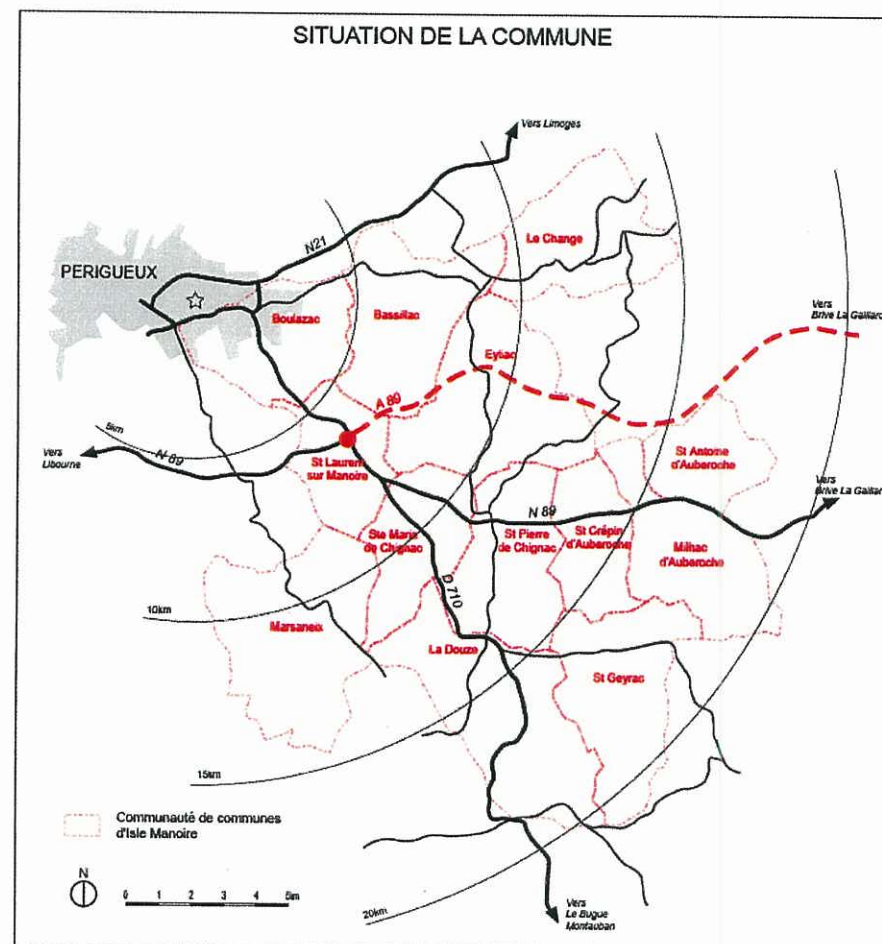 SITUATION DE LA COMMUNE
Vers Limoges
N21
Le Change
PERIGUEUX
Vers
Brive La Gaillard
Boulazac
Bassillac
Eyliac
A 89
5km
N 89
Vers
Libourne
St Laurent
sur Manoire
St Antoine
d'Auberoche
Vers
Brive La Gaillard
N 89
Ste Marie
de Chignac
St Pierre
de Chignac
St Crépin
d'Auberoche
Milhac
d'Auberoche
D 710
10km
Marsaneix
La Douze
St Geyrac
15km
Communauté de communes
d'Isle Manoire
N
0 1 2 3 4 5km
20km
Vers
Le Bugue
Montauban